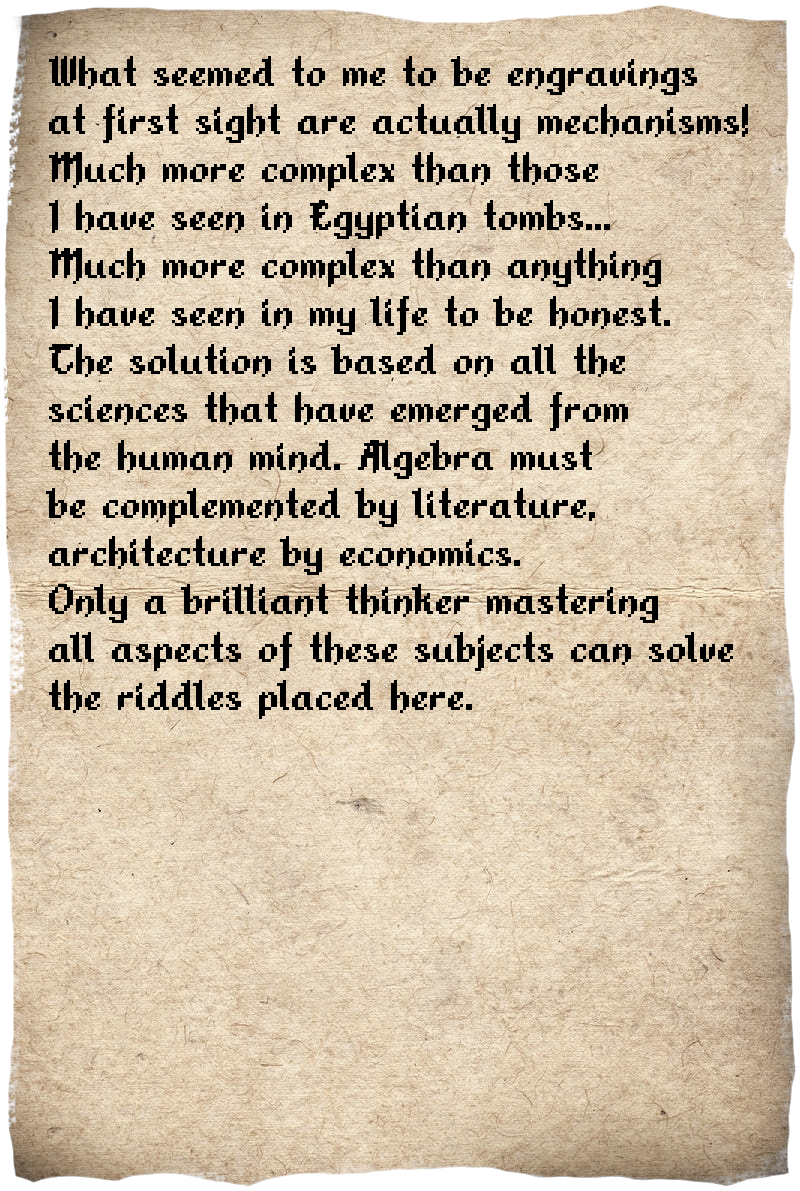 What seemed to me to be engravings
at first sight are actually mechanisms!
Much more complex than those
I have seen in Egyptian tombs...
Much more complex than anything
I have seen in my life to be honest.
The solution is based on all the
sciences that have emerged from
the human mind. Algebra must
be complemented by literature,
architecture by economics.
Only a brilliant thinker mastering
all aspects of these subjects can solve
the riddles placed here.